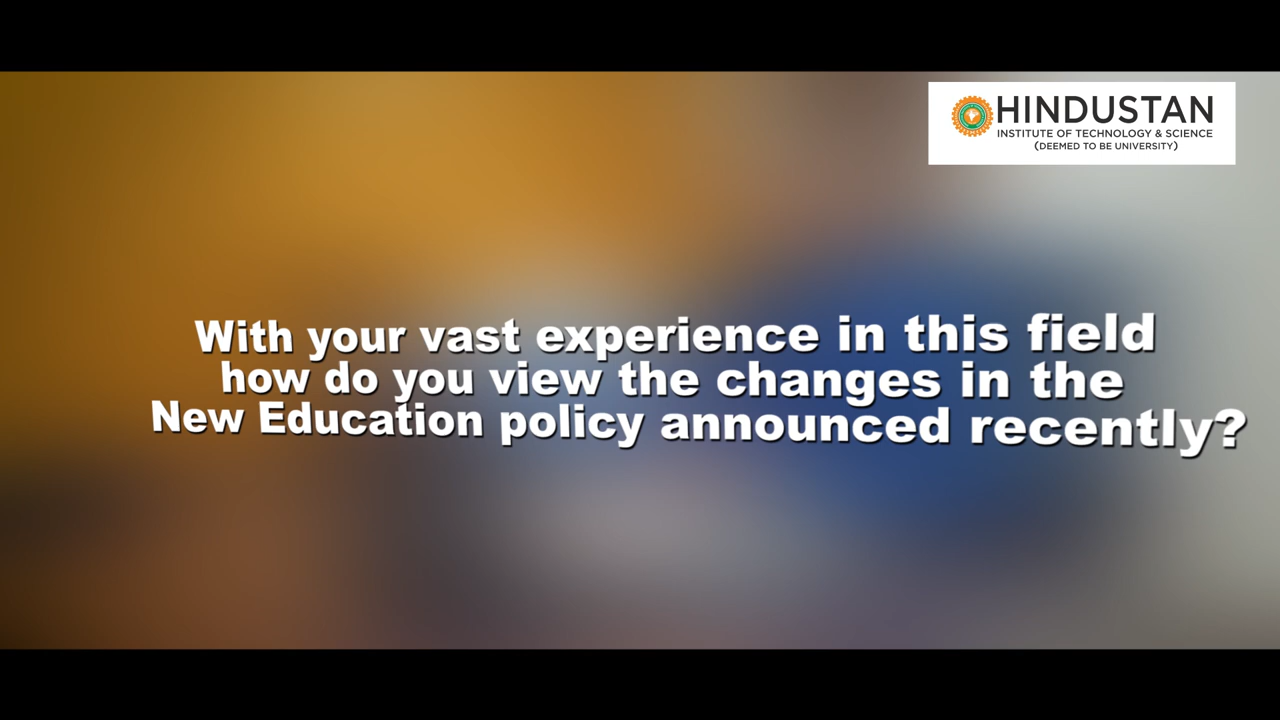 HINDUSTAN
INSTITUTE OF TECHNOLOGY & SCIENCE
(DEEMED TO BE UNIVERSITY)
With your vast experience in this field
how do you view the changes in the
New Education policy announced recently?